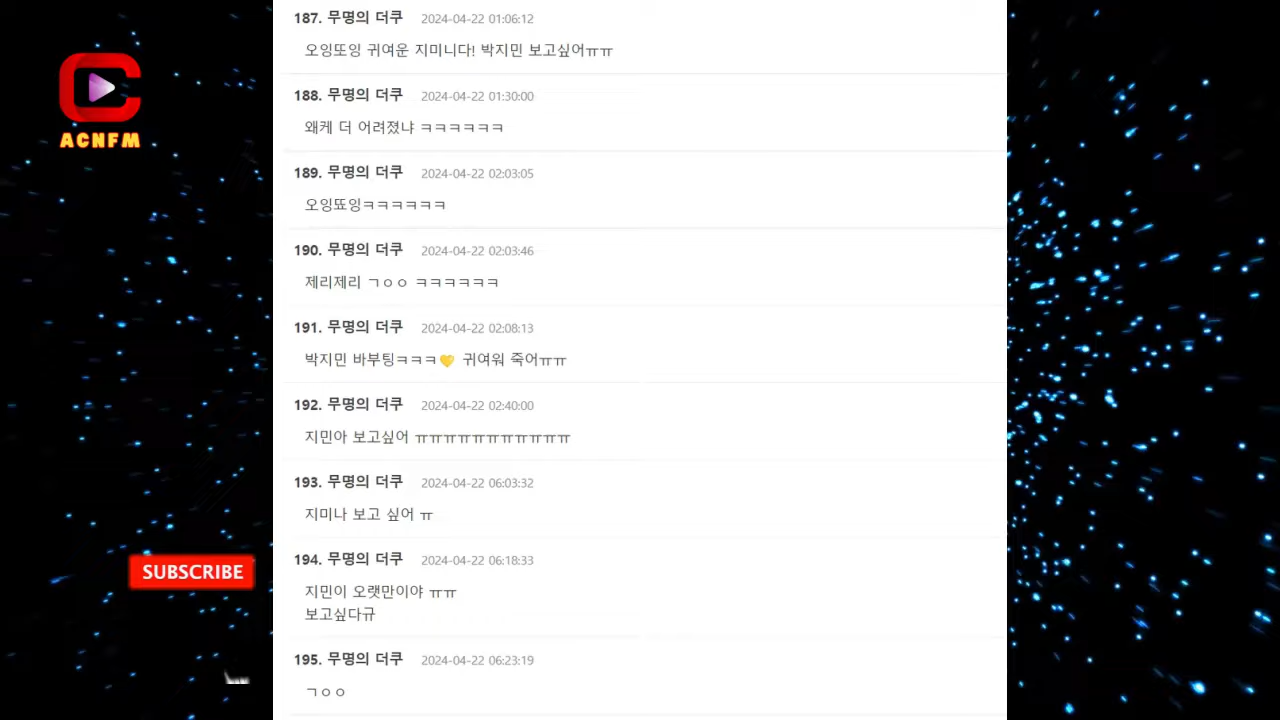 ACNFM
SUBSCRIBE
187. 무명의 더쿠 2024-04-22 01:06:12
오잉또잉 귀여운 지미니다! 박지민 보고싶어ㅠㅠ
188. 무명의 더쿠 2024-04-22 01:30:00
왜케 더 어려졌냐 ㅋㅋㅋㅋㅋㅋ
189. 무명의 더쿠 2024-04-22 02:03:05
오잉뚀잉ㅋㅋㅋㅋㅋㅋ
190. 무명의 더쿠 2024-04-22 02:03:46
제리제리 ㄱㅇㅇ ㅋㅋㅋㅋㅋㅋ
191. 무명의 더쿠 2024-04-22 02:08:13
박지민 바부팅ㅋㅋㅋ💛 귀여워 죽어ㅠㅠ
192. 무명의 더쿠 2024-04-22 02:40:00
지민아 보고싶어 ㅠㅠㅠㅠㅠㅠㅠㅠㅠㅠㅠ
193. 무명의 더쿠 2024-04-22 06:03:32
지미나 보고 싶어 ㅠ
194. 무명의 더쿠 2024-04-22 06:18:33
지민이 오랫만이야 ㅠㅠ
보고싶다규
195. 무명의 더쿠 2024-04-22 06:23:19
ㄱㅇㅇ